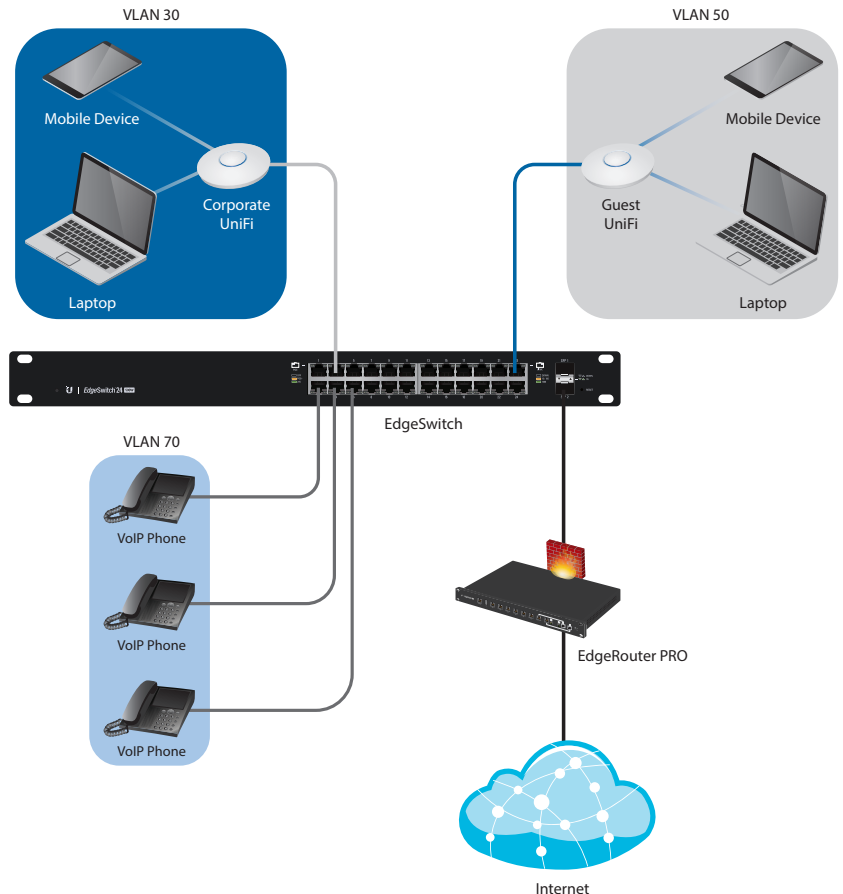 VLAN 30
VLAN 50
Mobile Device
Mobile Device
Corporate
UniFi
Guest
UniFi
Laptop
Laptop
EdgeSwitch 24
EdgeSwitch
VLAN 70
VoIP Phone
VoIP Phone
EdgeRouter PRO
VoIP Phone
Internet